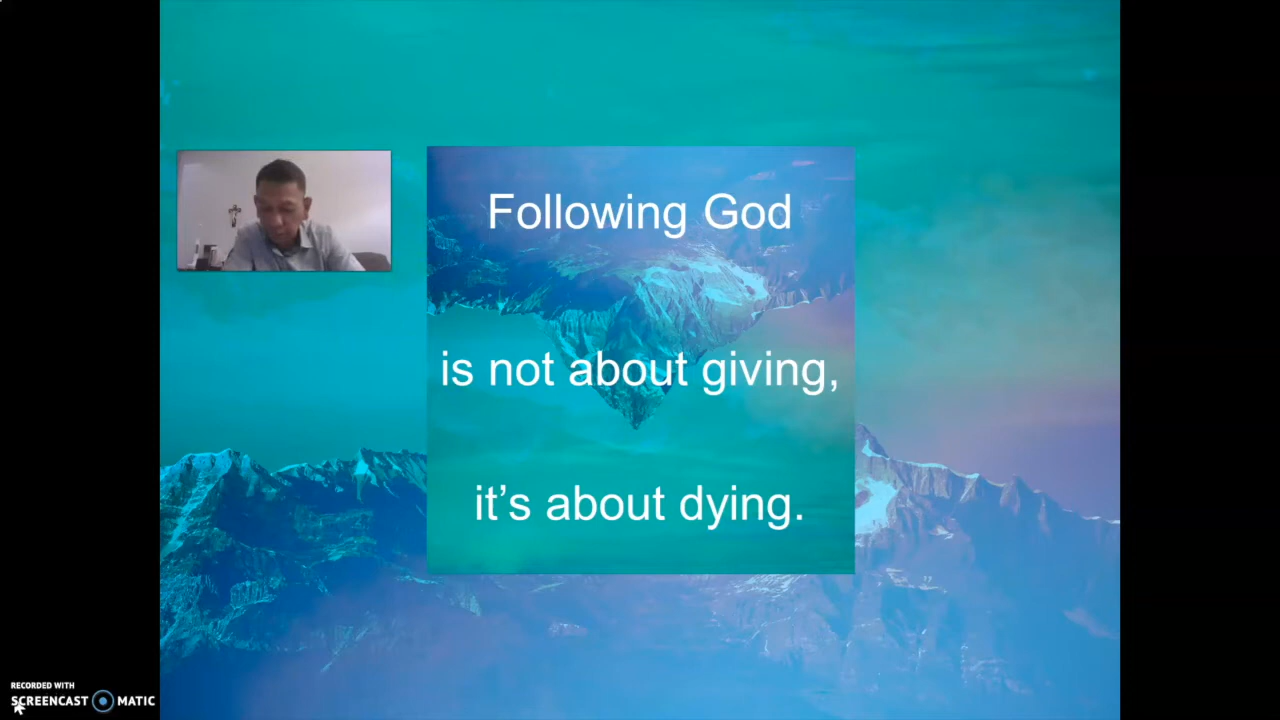 Following God
is not about giving,
it’s about dying.
RECORDED WITH
SCREENCAST MATIC